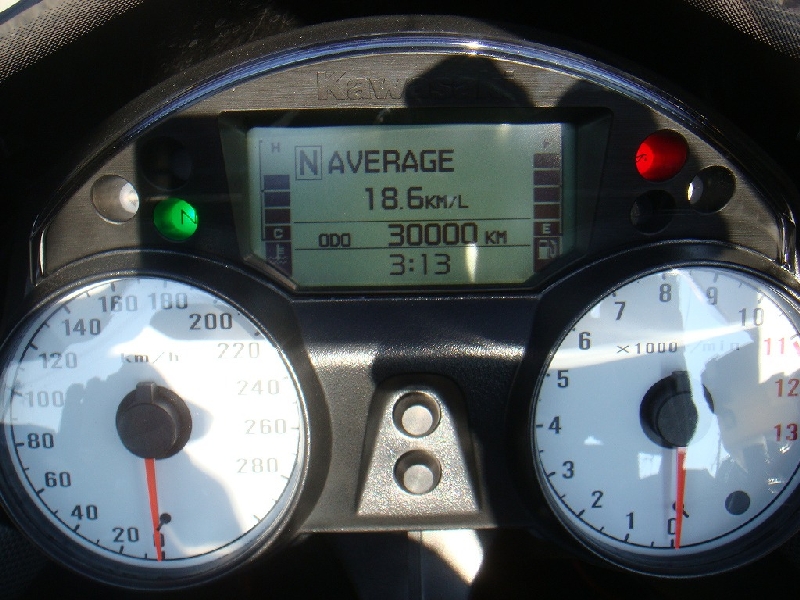 Kawasaki
H
F
N AVERAGE
18.6KM/L
C
E
ODO 30000 KM
3:13
N
km/h
0
20
40
60
80
100
120
140
160
180
200
220
240
260
280
×1000 r/min
0
1
2
3
4
5
6
7
8
9
10
11
12
13